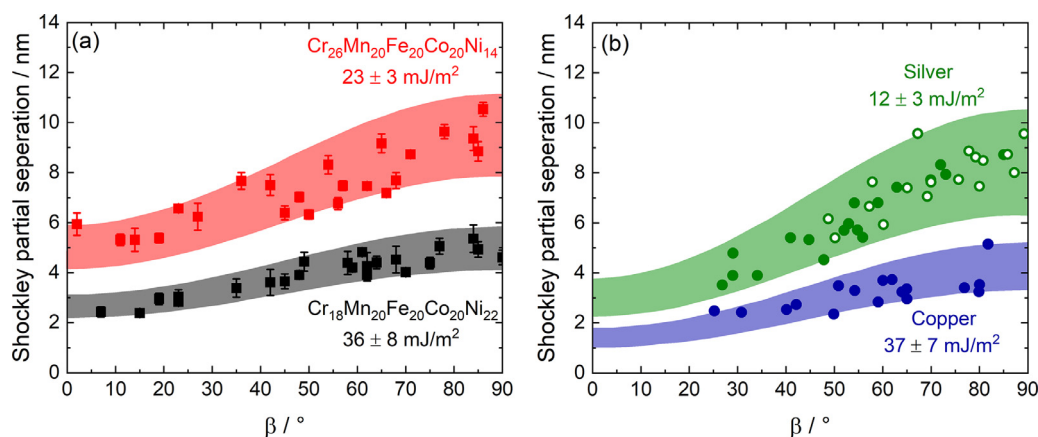 (a)
Cr26Mn20Fe20Co20Ni14
23 ± 3 mJ/m²
Cr18Mn20Fe20Co20Ni22
36 ± 8 mJ/m²
Shockley partial seperation / nm
14
12
10
8
6
4
2
0
0 10 20 30 40 50 60 70 80 90
β / °
(b)
Silver
12 ± 3 mJ/m²
Copper
37 ± 7 mJ/m²
Shockley partial seperation / nm
14
12
10
8
6
4
2
0
0 10 20 30 40 50 60 70 80 90
β / °